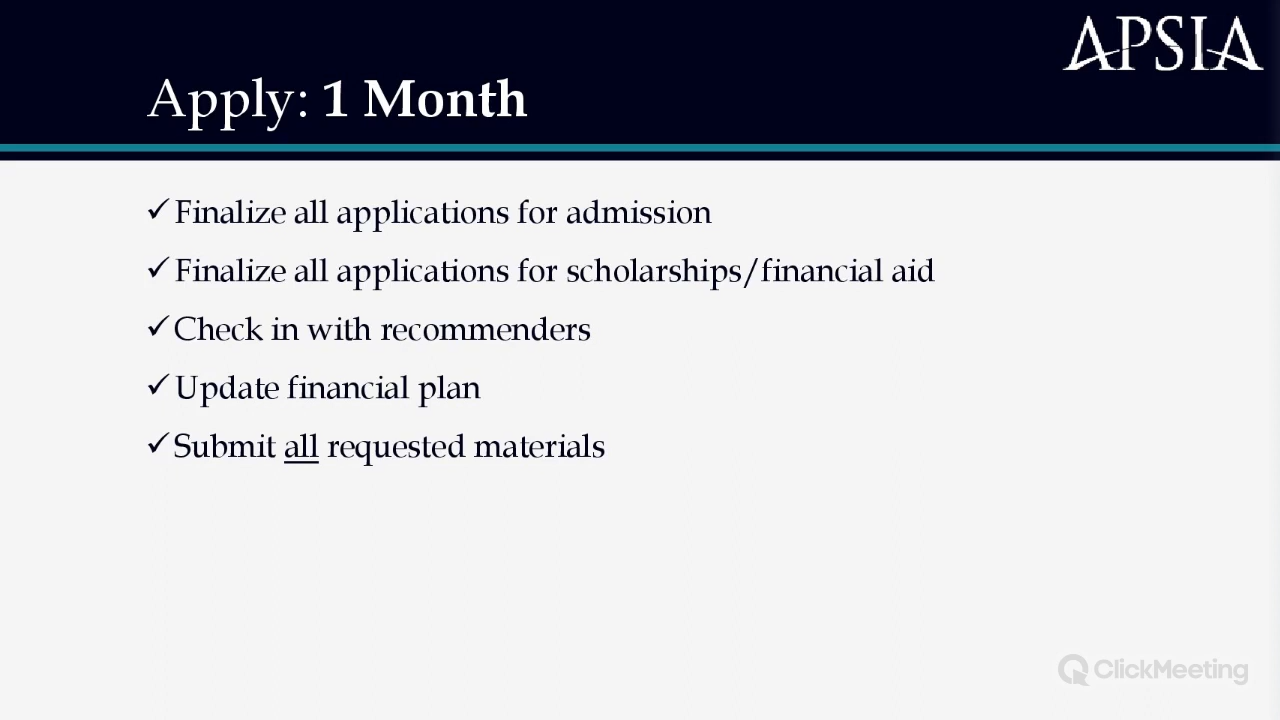 APSIA
Apply: 1 Month
✓Finalize all applications for admission
✓Finalize all applications for scholarships/financial aid
✓Check in with recommenders
✓Update financial plan
✓Submit all requested materials
ClickMeeting